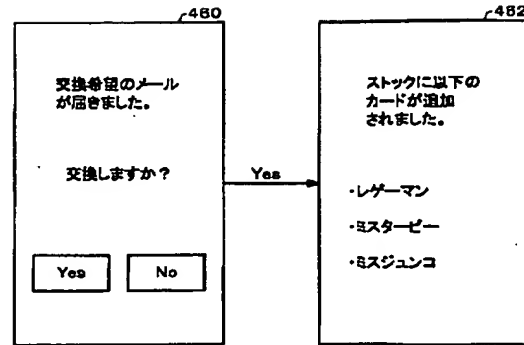 460
交換希望のメール
が届きました。
交換しますか?
Yes
No
Yes
462
ストックに以下の
カードが追加
されました。
・レゲーマン
・ミスタービー
・ミスジュンコ